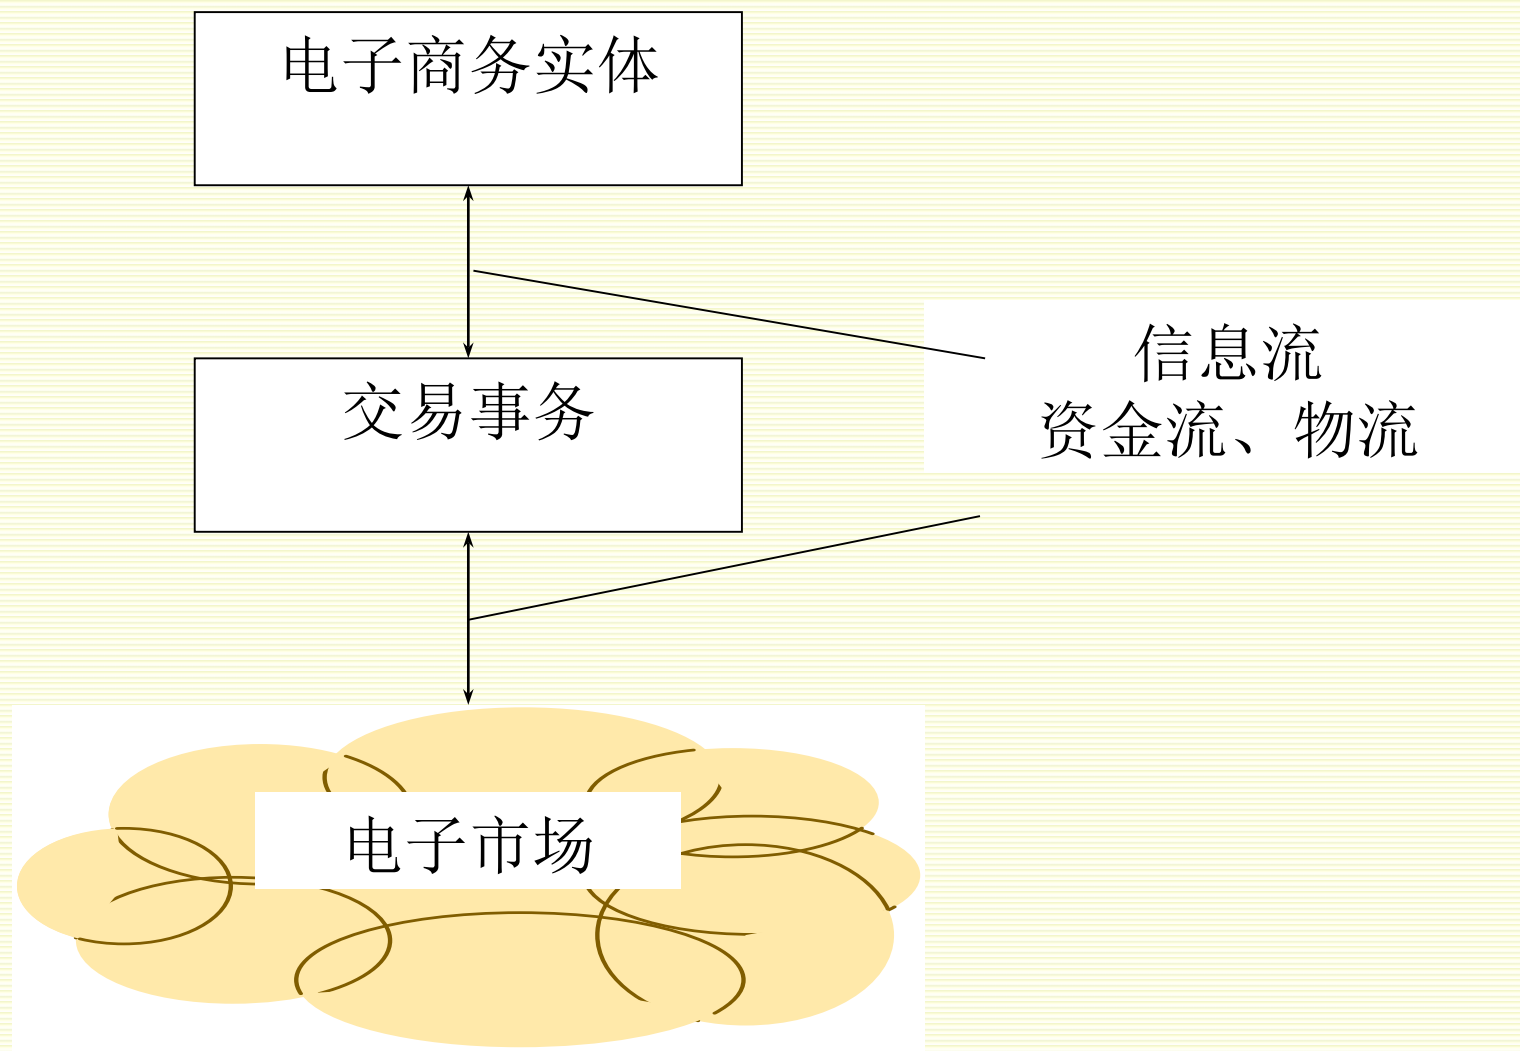 电子商务实体
交易事务
信息流
资金流、物流
电子市场